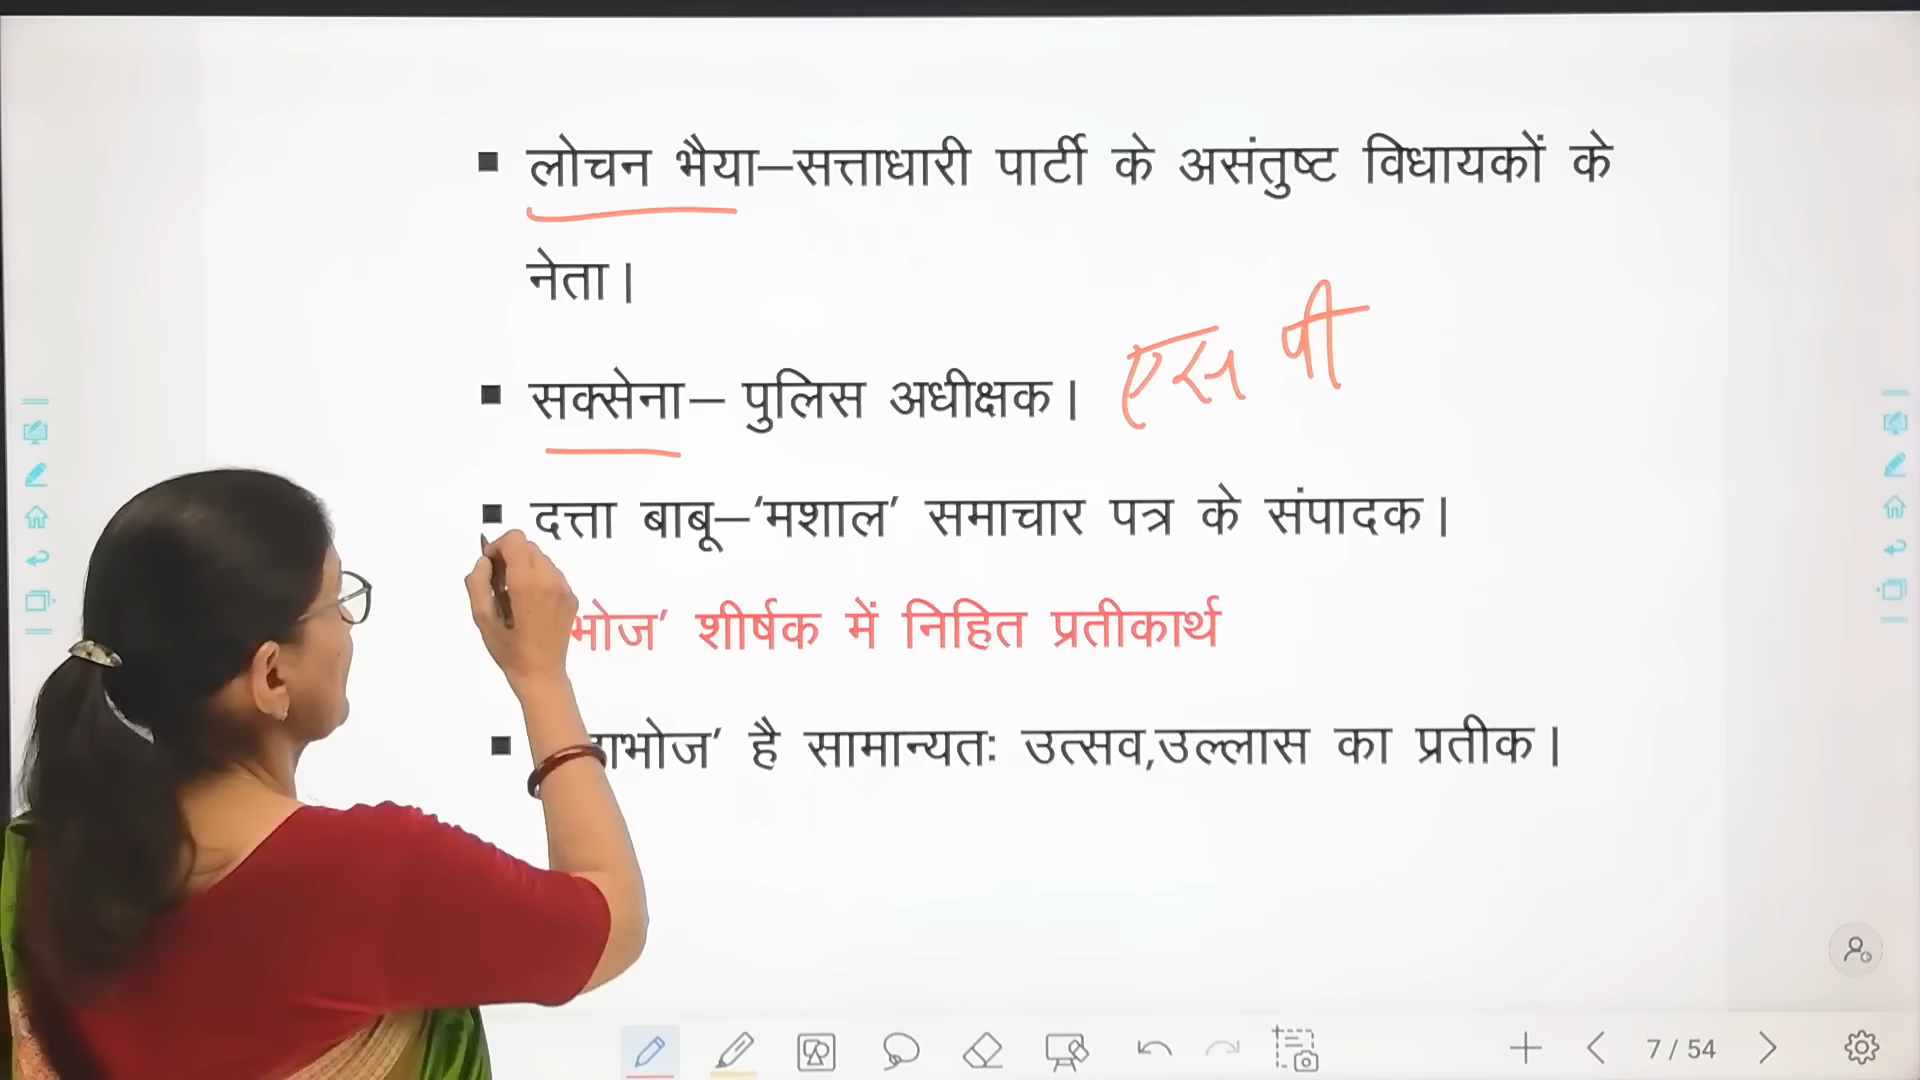 ▪ लोचन भैया–सत्ताधारी पार्टी के असंतुष्ट विधायकों के
नेता।
एस पी
▪ सक्सेना– पुलिस अधीक्षक।
▪ दत्ता बाबू–‘मशाल’ समाचार पत्र के संपादक।
भोज’ शीर्षक में निहित प्रतीकार्थ
▪ ाभोज’ है सामान्यतः उत्सव,उल्लास का प्रतीक।
7 / 54